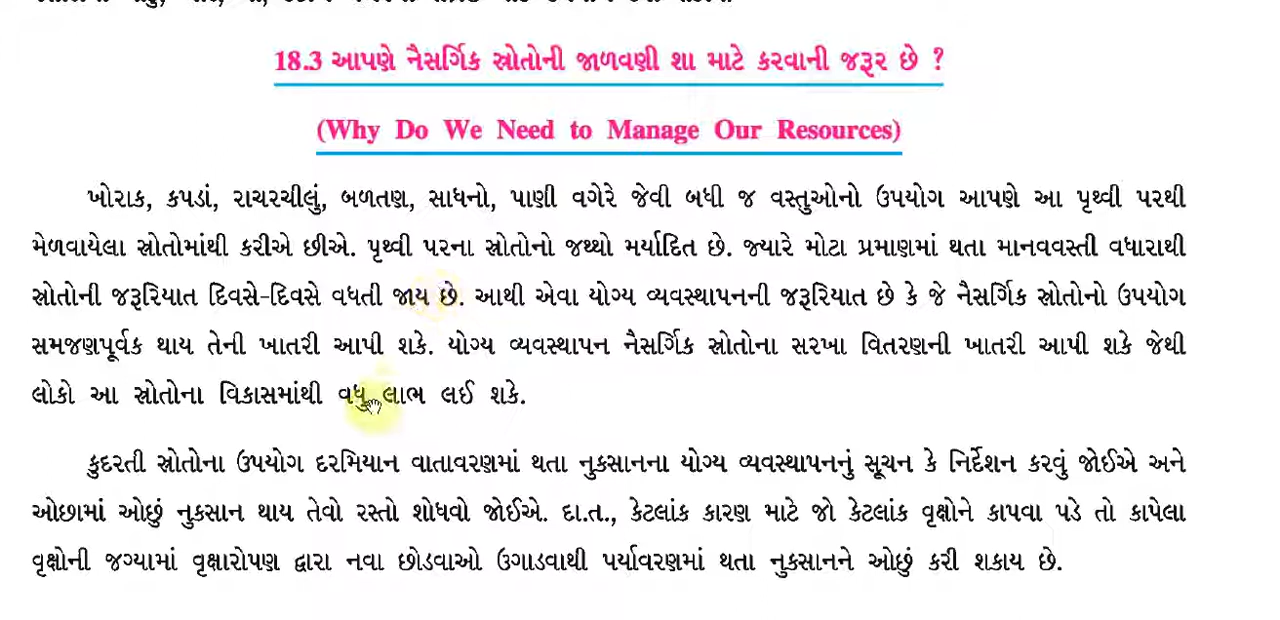 18.3 આપણે નૈસર્ગિક સ્રોતોની જાળવણી શા માટે કરવાની જરૂર છે ?
(Why Do We Need to Manage Our Resources)
ખોરાક, કપડાં, રાચરચીલું, બળતણ, સાધનો, પાણી વગેરે જેવી બધી જ વસ્તુઓનો ઉપયોગ આપણે આ પૃથ્વી પરથી
મેળવાયેલા સ્રોતોમાંથી કરીએ છીએ. પૃથ્વી પરના સ્રોતોનો જથ્થો મર્યાદિત છે. જ્યારે મોટા પ્રમાણમાં થતા માનવવસ્તી વધારાથી
સ્રોતોની જરૂરિયાત દિવસે-દિવસે વધતી જાય છે. આથી એવા યોગ્ય વ્યવસ્થાપનની જરૂરિયાત છે કે જે નૈસર્ગિક સ્રોતોનો ઉપયોગ
સમજણપૂર્વક થાય તેની ખાતરી આપી શકે. યોગ્ય વ્યવસ્થાપન નૈસર્ગિક સ્રોતોના સરખા વિતરણની ખાતરી આપી શકે જેથી
લોકો આ સ્રોતોના વિકાસમાંથી વધુ લાભ લઈ શકે.
કુદરતી સ્રોતોના ઉપયોગ દરમિયાન વાતાવરણમાં થતા નુકસાનના યોગ્ય વ્યવસ્થાપનનું સૂચન કે નિર્દેશન કરવું જોઈએ અને
ઓછામાં ઓછું નુકસાન થાય તેવો રસ્તો શોધવો જોઈએ. દા.ત., કેટલાંક કારણ માટે જો કેટલાંક વૃક્ષોને કાપવા પડે તો કાપેલા
વૃક્ષોની જગ્યામાં વૃક્ષારોપણ દ્વારા નવા છોડવાઓ ઉગાડવાથી પર્યાવરણમાં થતા નુકસાનને ઓછું કરી શકાય છે.